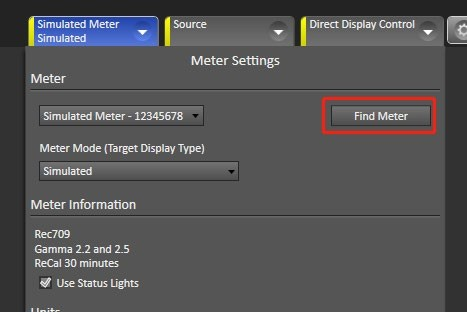 Simulated Meter
Simulated
Source
Direct Display Control
Meter Settings
Meter
Simulated Meter - 12345678
Find Meter
Meter Mode (Target Display Type)
Simulated
Meter Information
Rec709
Gamma 2.2 and 2.5
ReCal 30 minutes
Use Status Lights
Units